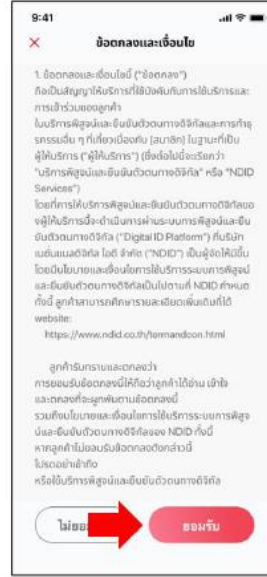 9:41
ข้อตกลงและเงื่อนไข
1. ข้อตกลงและเงื่อนไขนี้ ("ข้อตกลง")
ถือเป็นสัญญาให้บริการที่ใช้บังคับกับการใช้บริการและ
การเข้าร่วมของลูกค้า
ในบริการพิสูจน์และยืนยันตัวตนทางดิจิทัลและการทำธุ
รกรรมอื่น ๆ ที่เกี่ยวเนื่องกับ [สมาชิก] ในฐานะที่เป็น
ผู้ให้บริการ ("ผู้ให้บริการ") (ซึ่งต่อไปนี้จะเรียกว่า
"บริการพิสูจน์และยืนยันตัวตนทางดิจิทัล" หรือ "NDID
Services")
โดยที่การให้บริการพิสูจน์และยืนยันตัวตนทางดิจิทัลขอ
งผู้ให้บริการนี้จะดำเนินการผ่านระบบการพิสูจน์และยืน
ยันตัวตนทางดิจิทัล ("Digital ID Platform") ที่บริษัท
เนชั่นแนลดิจิทัล ไอดี จำกัด ("NDID") เป็นผู้จัดให้มีขึ้น
โดยมีนโยบายและเงื่อนไขการใช้บริการระบบการพิสูจน์
และยืนยันตัวตนทางดิจิทัลเป็นไปตามที่ NDID กำหนด
ทั้งนี้ ลูกค้าสามารถศึกษารายละเอียดเพิ่มเติมได้ที่
website:
https://www.ndid.co.th/termandcon.html
ลูกค้ารับทราบและตกลงว่า
การยอมรับข้อตกลงนี้ให้ถือว่าลูกค้าได้อ่าน เข้าใจ
และตกลงที่จะผูกพันตามข้อตกลงนี้
รวมถึงนโยบายและเงื่อนไขการใช้บริการระบบการพิสูจ
น์และยืนยันตัวตนทางดิจิทัลของ NDID ทั้งนี้
หากลูกค้าไม่ยอมรับข้อตกลงดังกล่าวนี้
โปรดอย่าเข้าถึง
หรือใช้บริการพิสูจน์และยืนยันตัวตนทางดิจิทัล
ยอมรับ